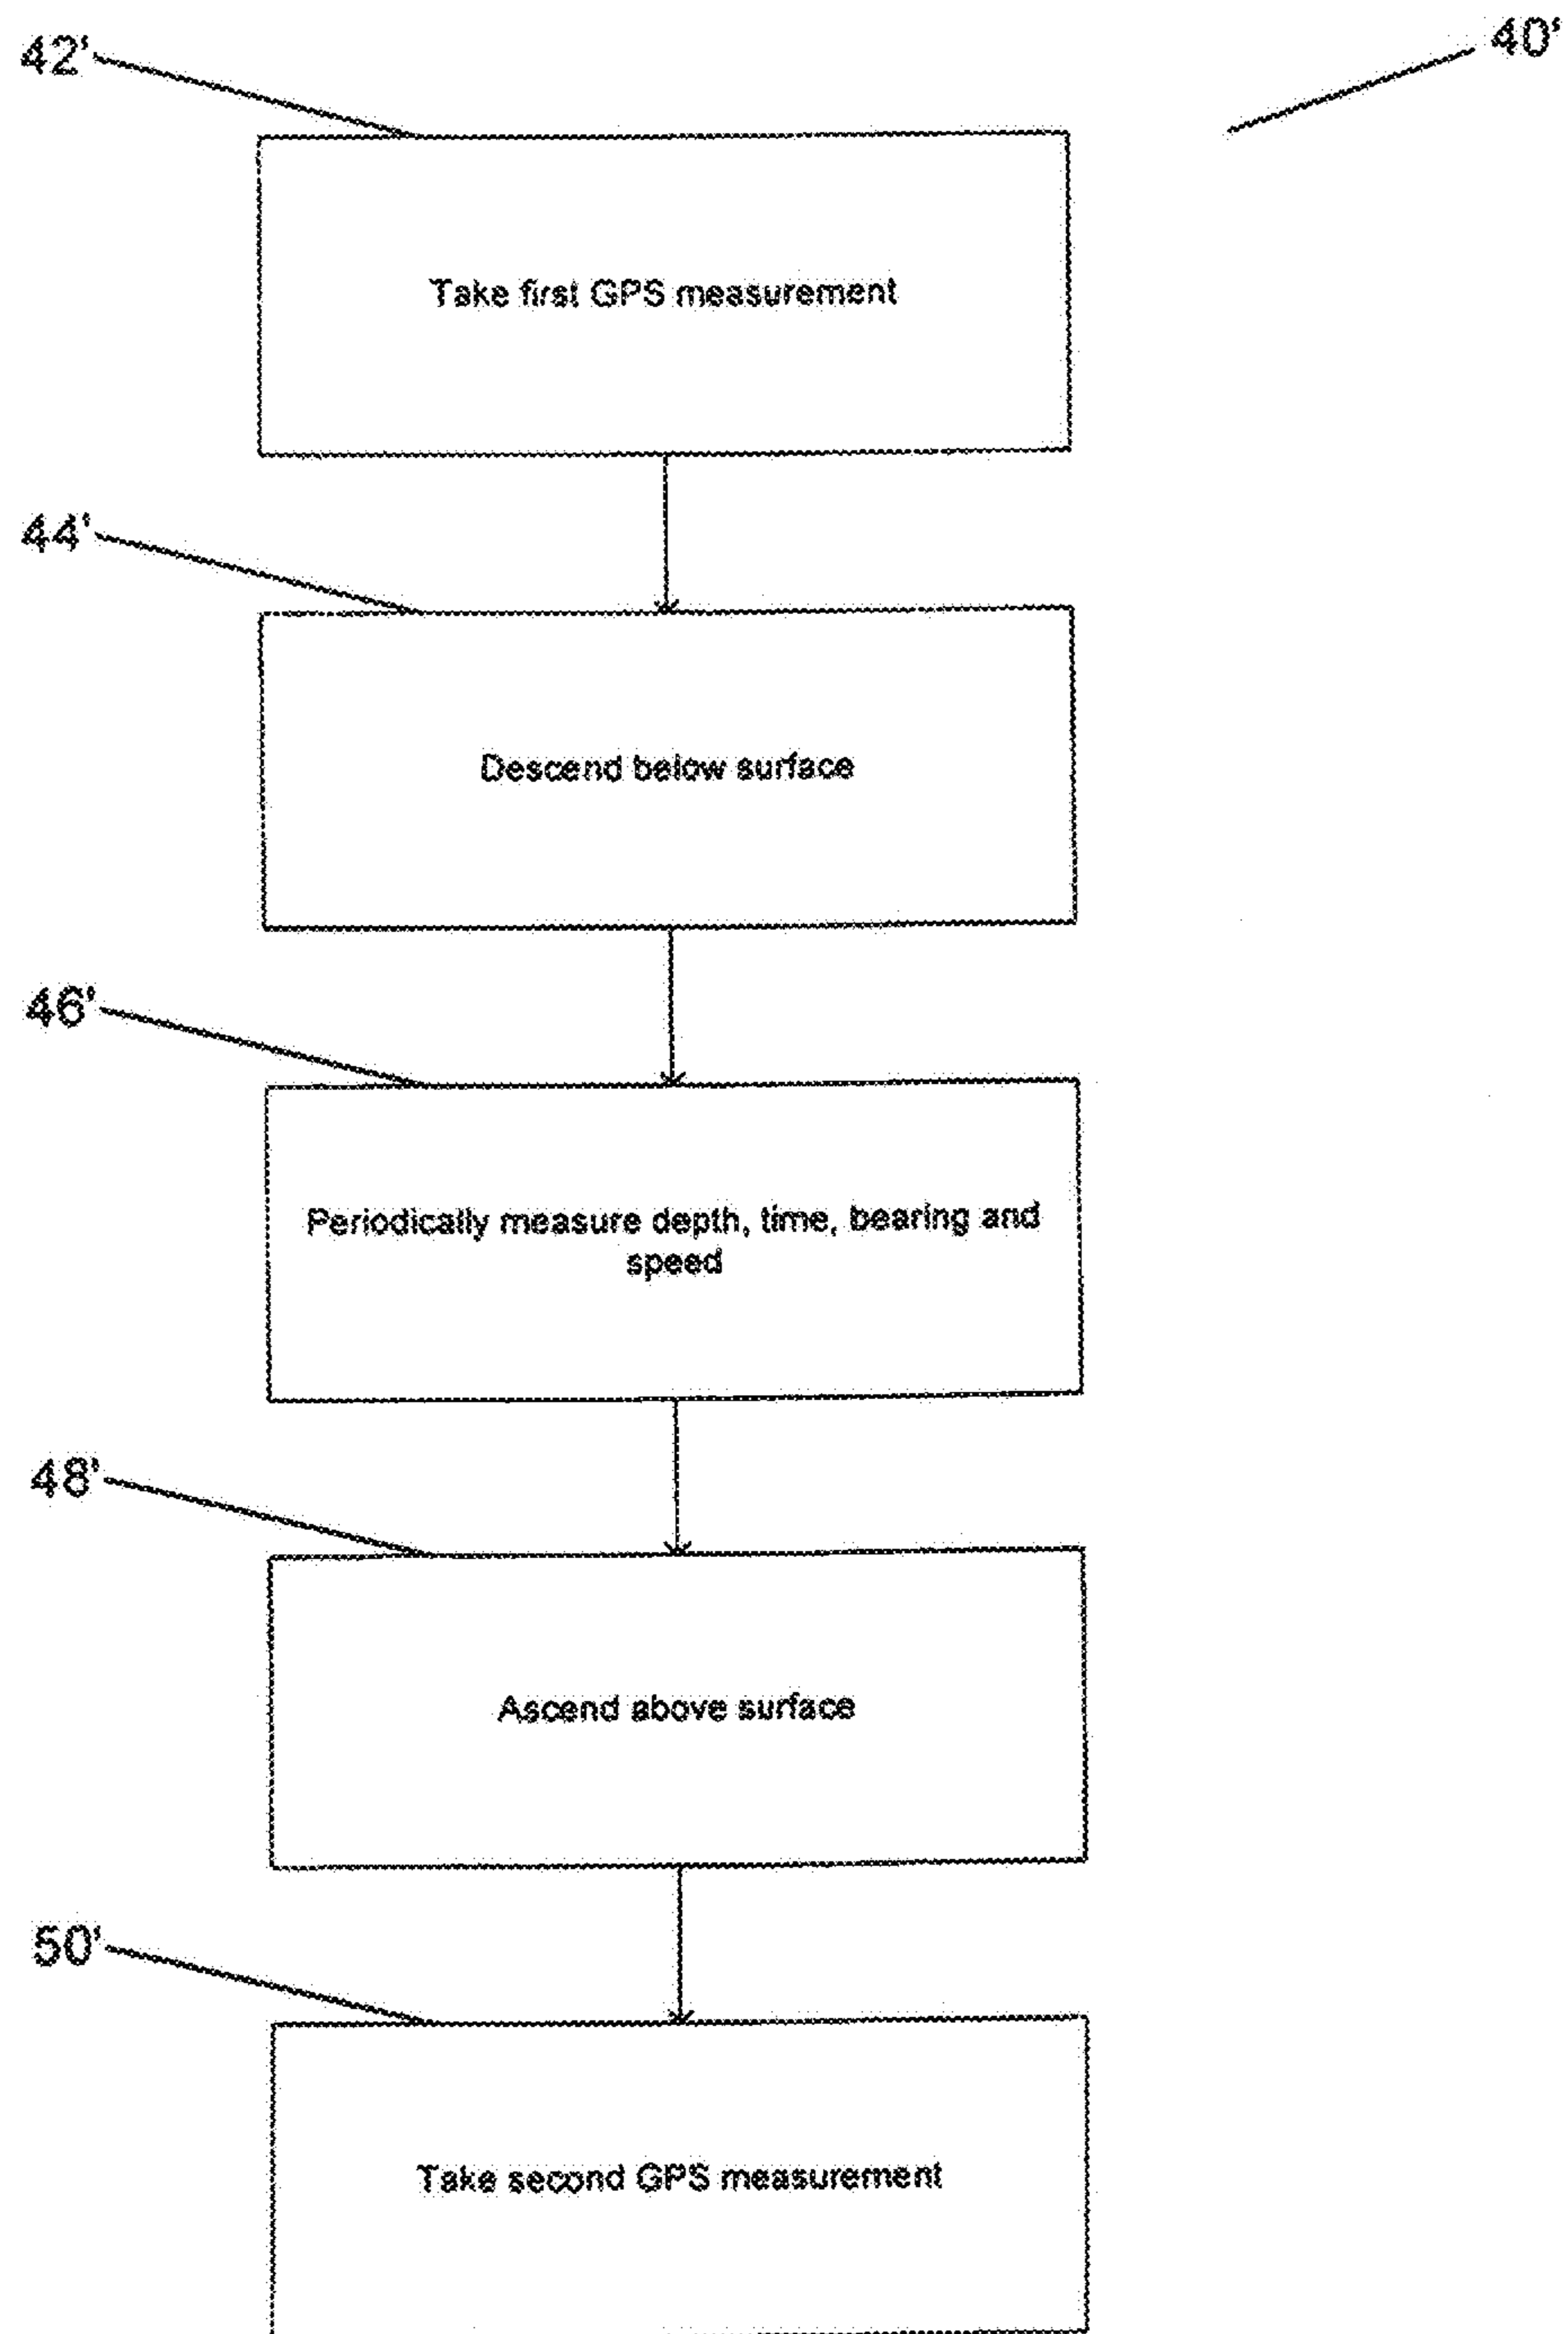 42'
40'
Take first GPS measurement
44'
Descend below surface
46'
Periodically measure depth, time, bearing and
speed
48'
Ascend above surface
50'
Take second GPS measurement